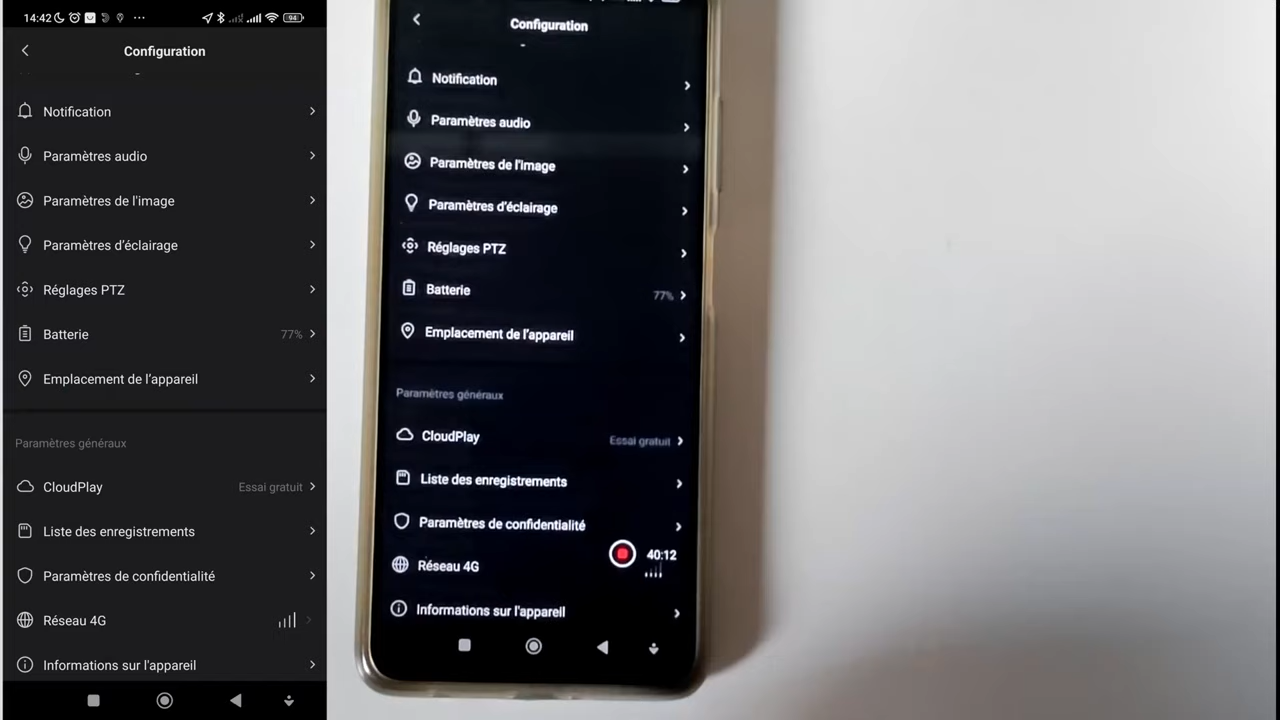 14:42
94
Configuration
Notification
Paramètres audio
Paramètres de l'image
Paramètres d'éclairage
Réglages PTZ
Batterie 77%
Emplacement de l'appareil
Paramètres généraux
CloudPlay Essai gratuit
Liste des enregistrements
Paramètres de confidentialité
Réseau 4G
Informations sur l'appareil
Configuration
Notification
Paramètres audio
Paramètres de l'image
Paramètres d'éclairage
Réglages PTZ
Batterie 77%
Emplacement de l'appareil
Paramètres généraux
CloudPlay Essai gratuit
Liste des enregistrements
Paramètres de confidentialité
40:12
Réseau 4G
Informations sur l'appareil